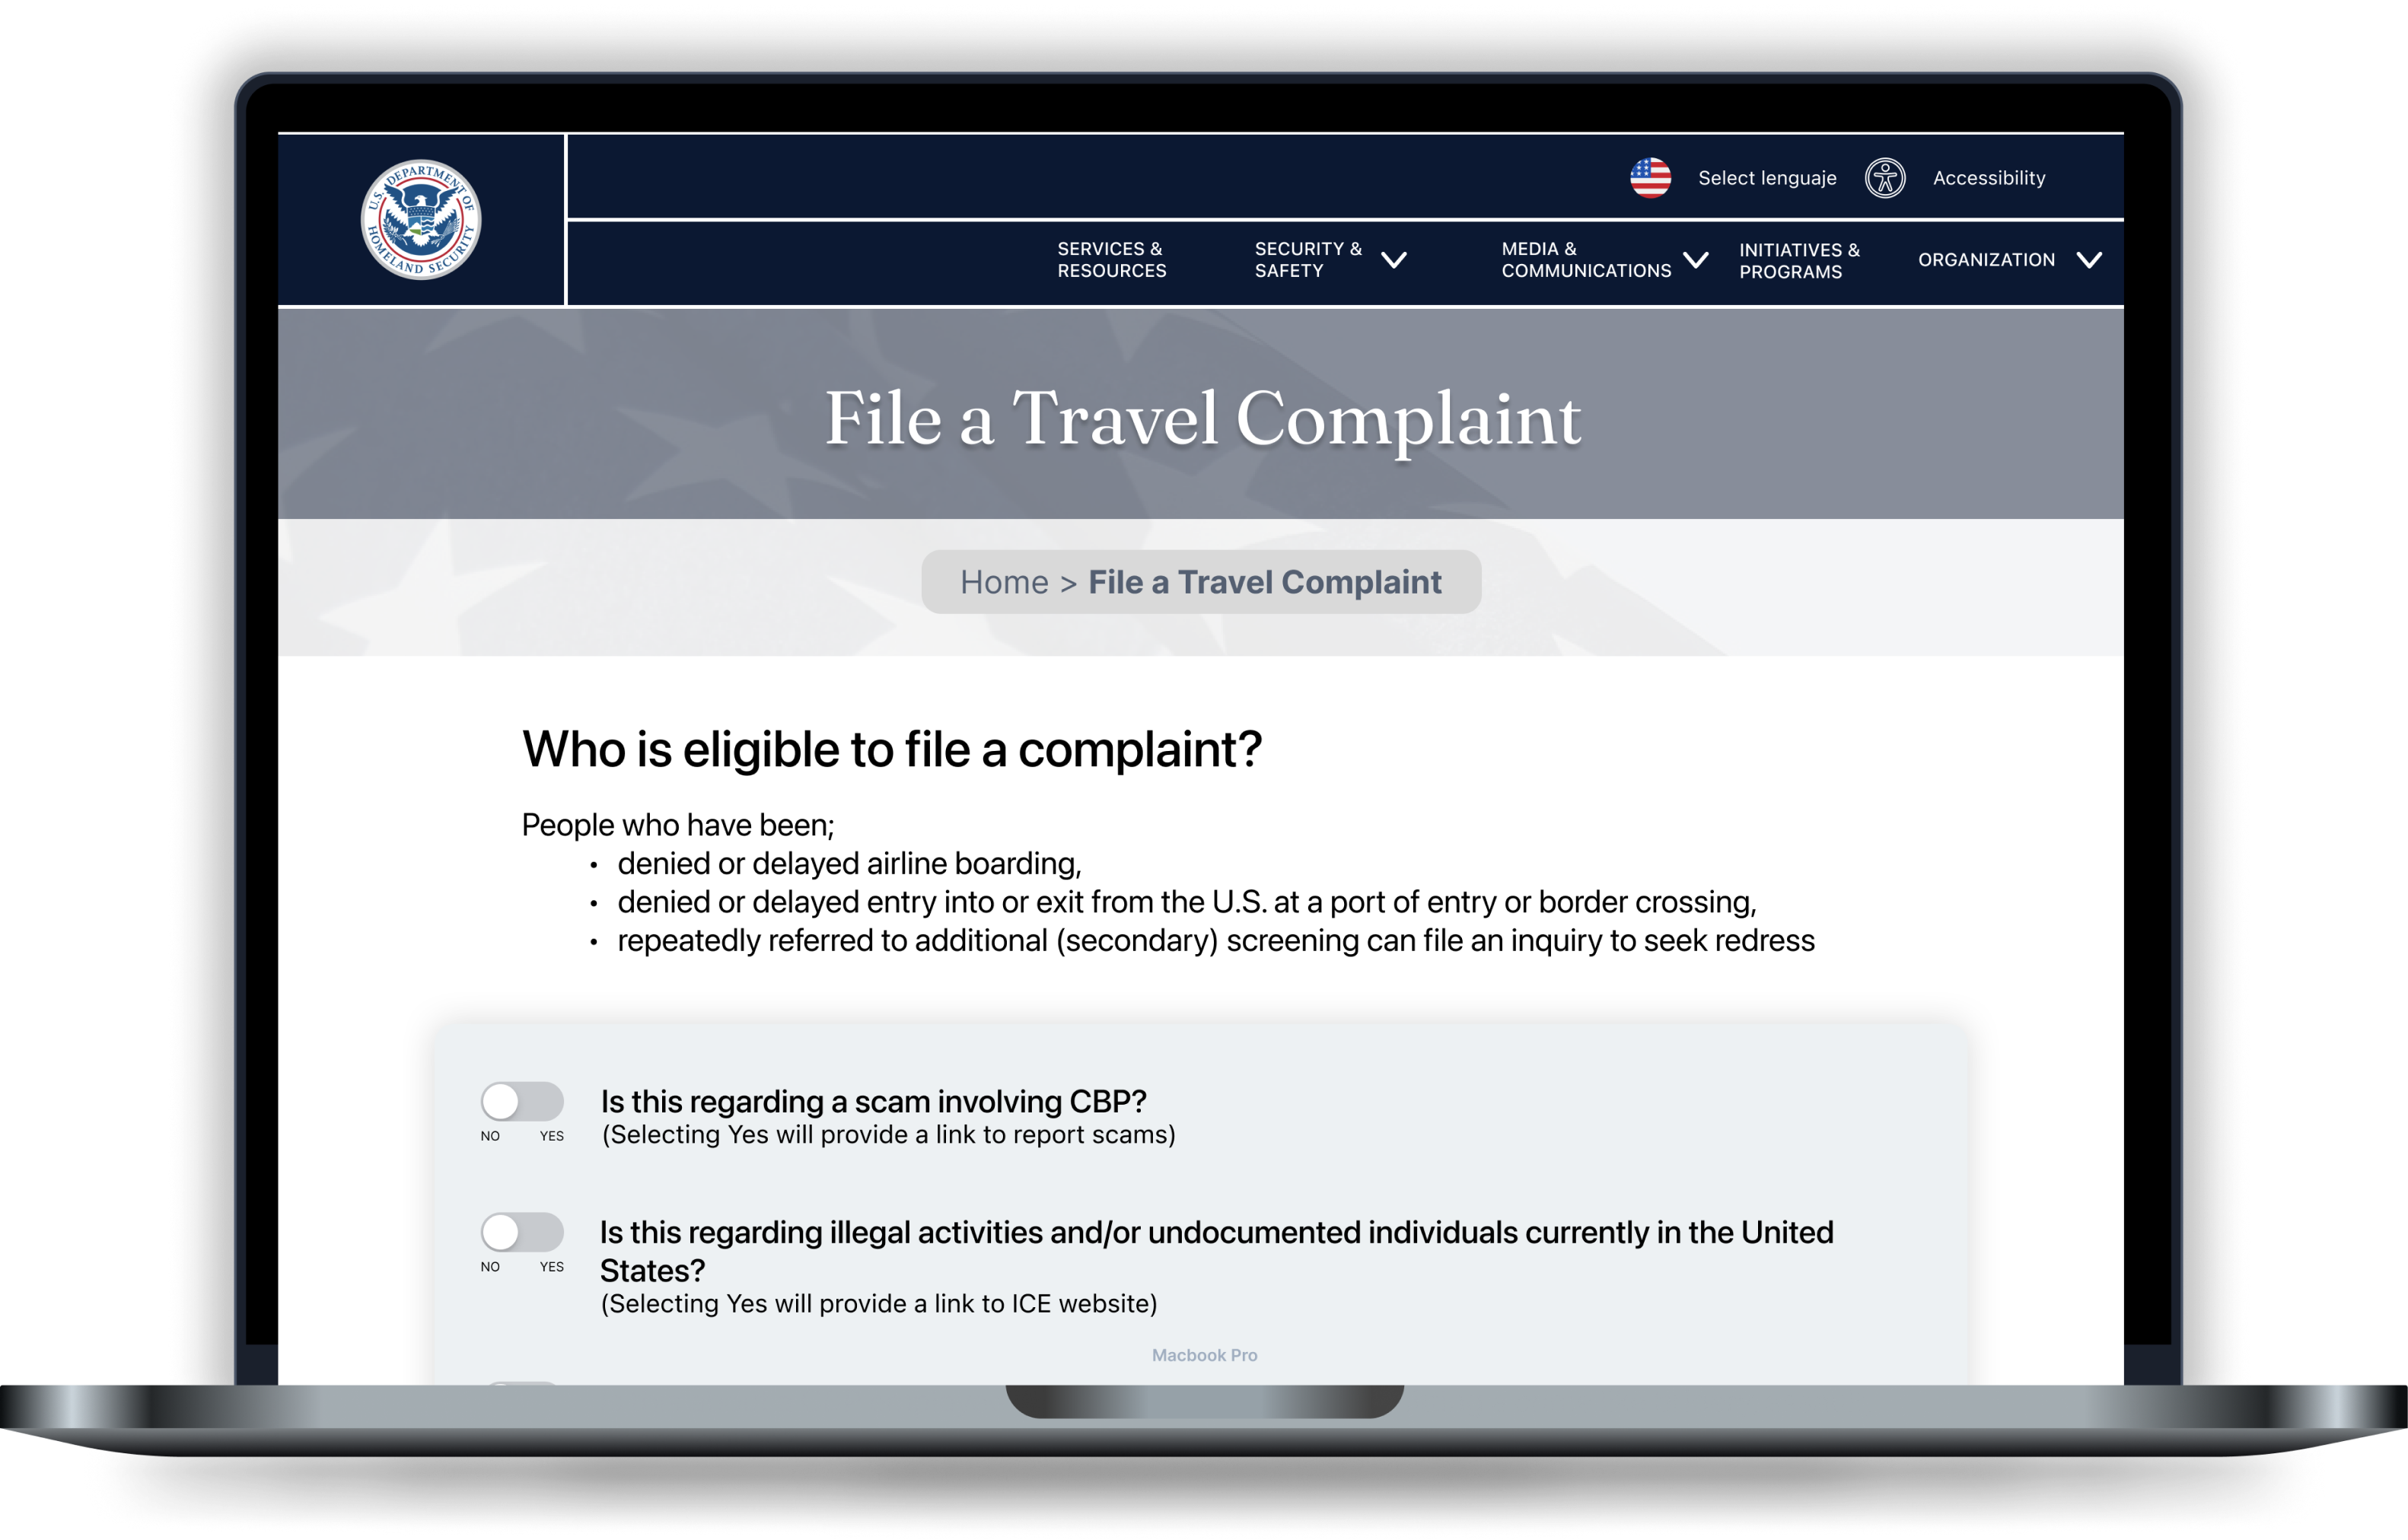 U.S. DEPARTMENT OF
HOMELAND SECURITY
Select lenguaje
Accessibility
SERVICES &
RESOURCES
SECURITY &
SAFETY
MEDIA &
COMMUNICATIONS
INITIATIVES &
PROGRAMS
ORGANIZATION
File a Travel Complaint
Home > File a Travel Complaint
Who is eligible to file a complaint?
People who have been;
• denied or delayed airline boarding,
• denied or delayed entry into or exit from the U.S. at a port of entry or border crossing,
• repeatedly referred to additional (secondary) screening can file an inquiry to seek redress
Is this regarding a scam involving CBP?
NO YES
(Selecting Yes will provide a link to report scams)
Is this regarding illegal activities and/or undocumented individuals currently in the United
NO YES
States?
(Selecting Yes will provide a link to ICE website)
Macbook Pro